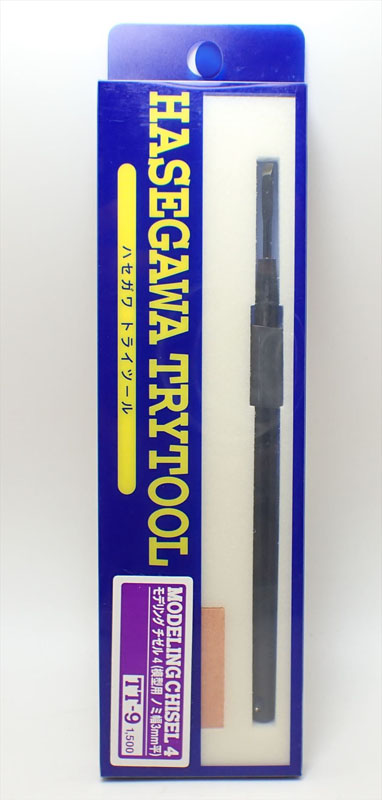 HASEGAWA TRYTOOL
ハセガワ トライツール
MODELING CHISEL 4
モデリング チゼル 4 (模型用 ノミ幅3mm平)
TT-9
1,500